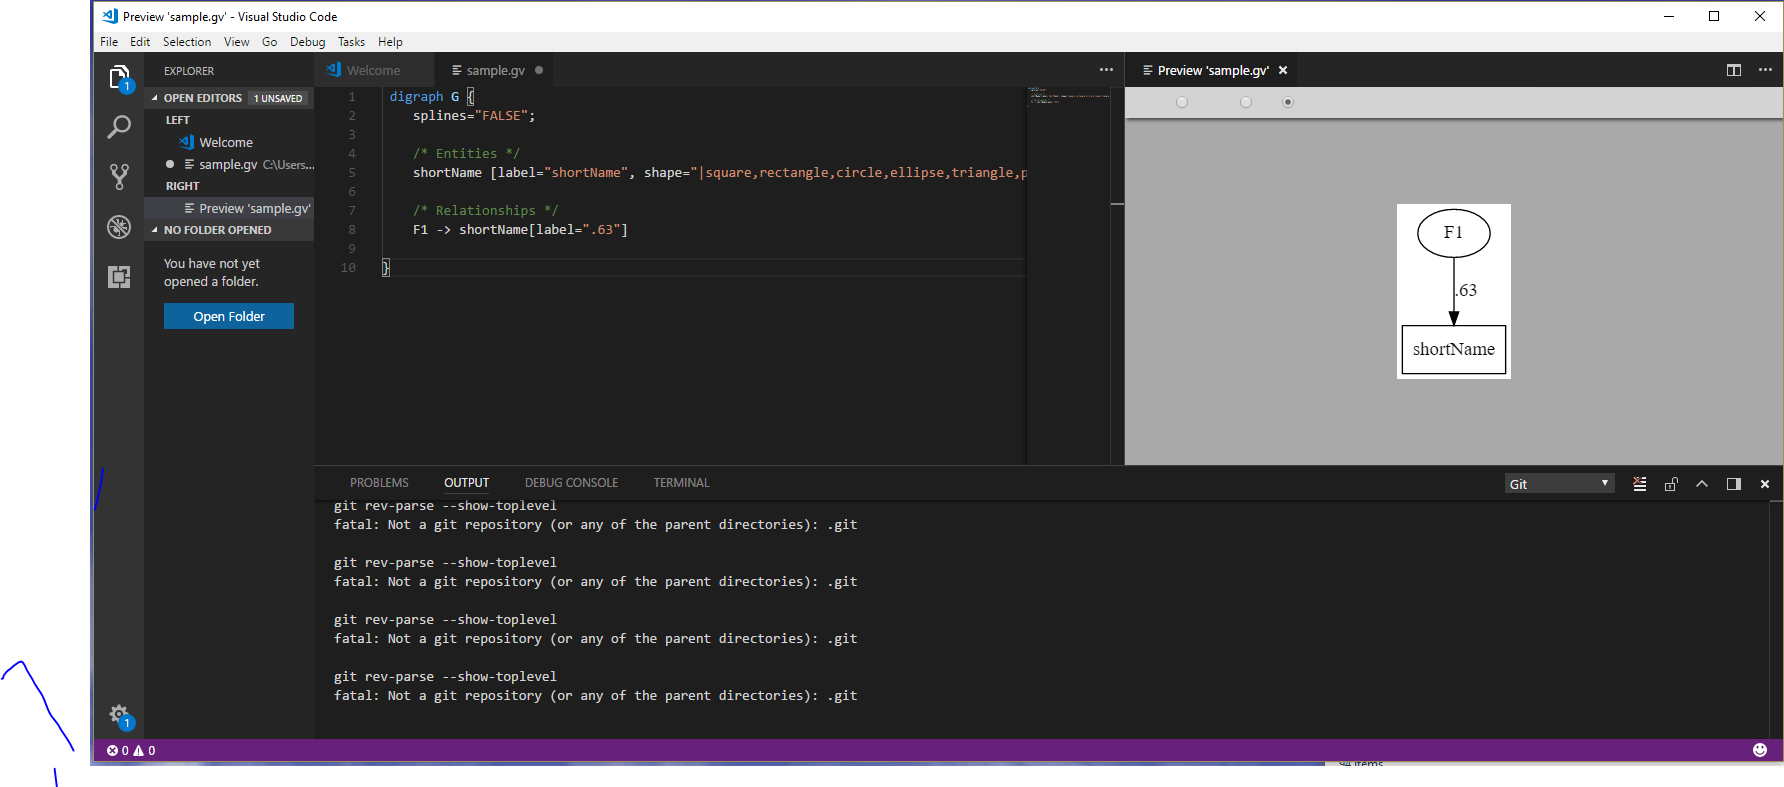 Preview 'sample.gv' - Visual Studio Code
File Edit Selection View Go Debug Tasks Help
EXPLORER
OPEN EDITORS 1 UNSAVED
LEFT
Welcome
sample.gv C:\Users...
RIGHT
Preview 'sample.gv'
NO FOLDER OPENED
You have not yet
opened a folder.
Open Folder
1
1
Welcome sample.gv
1 digraph G {
2 splines="FALSE";
3
4 /* Entities */
5 shortName [label="shortName", shape="|square,rectangle,circle,ellipse,triangle,p
6
7 /* Relationships */
8 F1 -> shortName[label=".63"]
9
10 }
Preview 'sample.gv'
F1
.63
shortName
PROBLEMS OUTPUT DEBUG CONSOLE TERMINAL Git
git rev-parse --show-toplevel
fatal: Not a git repository (or any of the parent directories): .git
git rev-parse --show-toplevel
fatal: Not a git repository (or any of the parent directories): .git
git rev-parse --show-toplevel
fatal: Not a git repository (or any of the parent directories): .git
git rev-parse --show-toplevel
fatal: Not a git repository (or any of the parent directories): .git
0 0
94 items